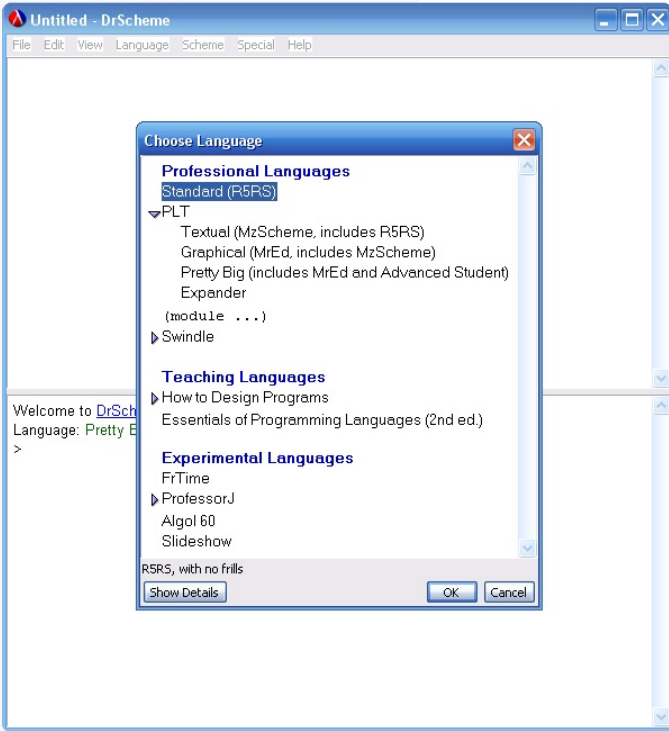 Untitled - DrScheme
File Edit View Language Scheme Special Help
Choose Language
Professional Languages
Standard (R5RS)
PLT
Textual (MzScheme, includes R5RS)
Graphical (MrEd, includes MzScheme)
Pretty Big (includes MrEd and Advanced Student)
Expander
(module ...)
Swindle
Teaching Languages
How to Design Programs
Essentials of Programming Languages (2nd ed.)
Experimental Languages
FrTime
ProfessorJ
Algol 60
Slideshow
R5RS, with no frills
Show Details OK Cancel
Welcome to DrSch
Language: Pretty B
>